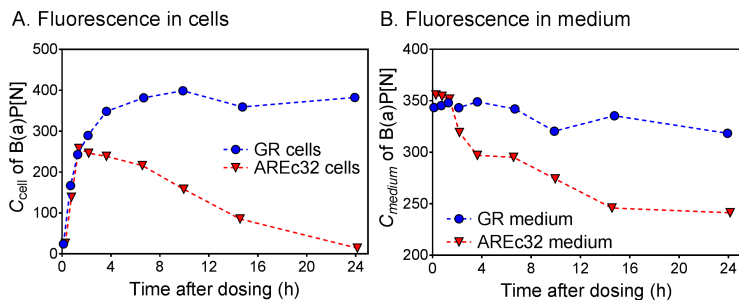 A. Fluorescence in cells
C_cell of B(a)P[N]
500
400
300
200
100
0
GR cells
AREc32 cells
0 4 8 12 16 20 24
Time after dosing (h)
B. Fluorescence in medium
C_medium of B(a)P[N]
400
350
300
250
200
GR medium
AREc32 medium
0 4 8 12 16 20 24
Time after dosing (h)